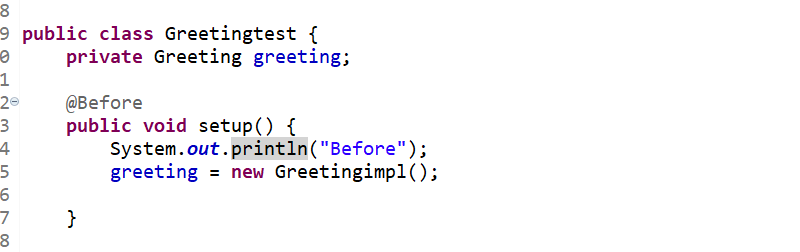 8
9 public class Greetingtest {
0 private Greeting greeting;
1
2 @Before
3 public void setup() {
4 System.out.println("Before");
5 greeting = new Greetingimpl();
6
7 }
8